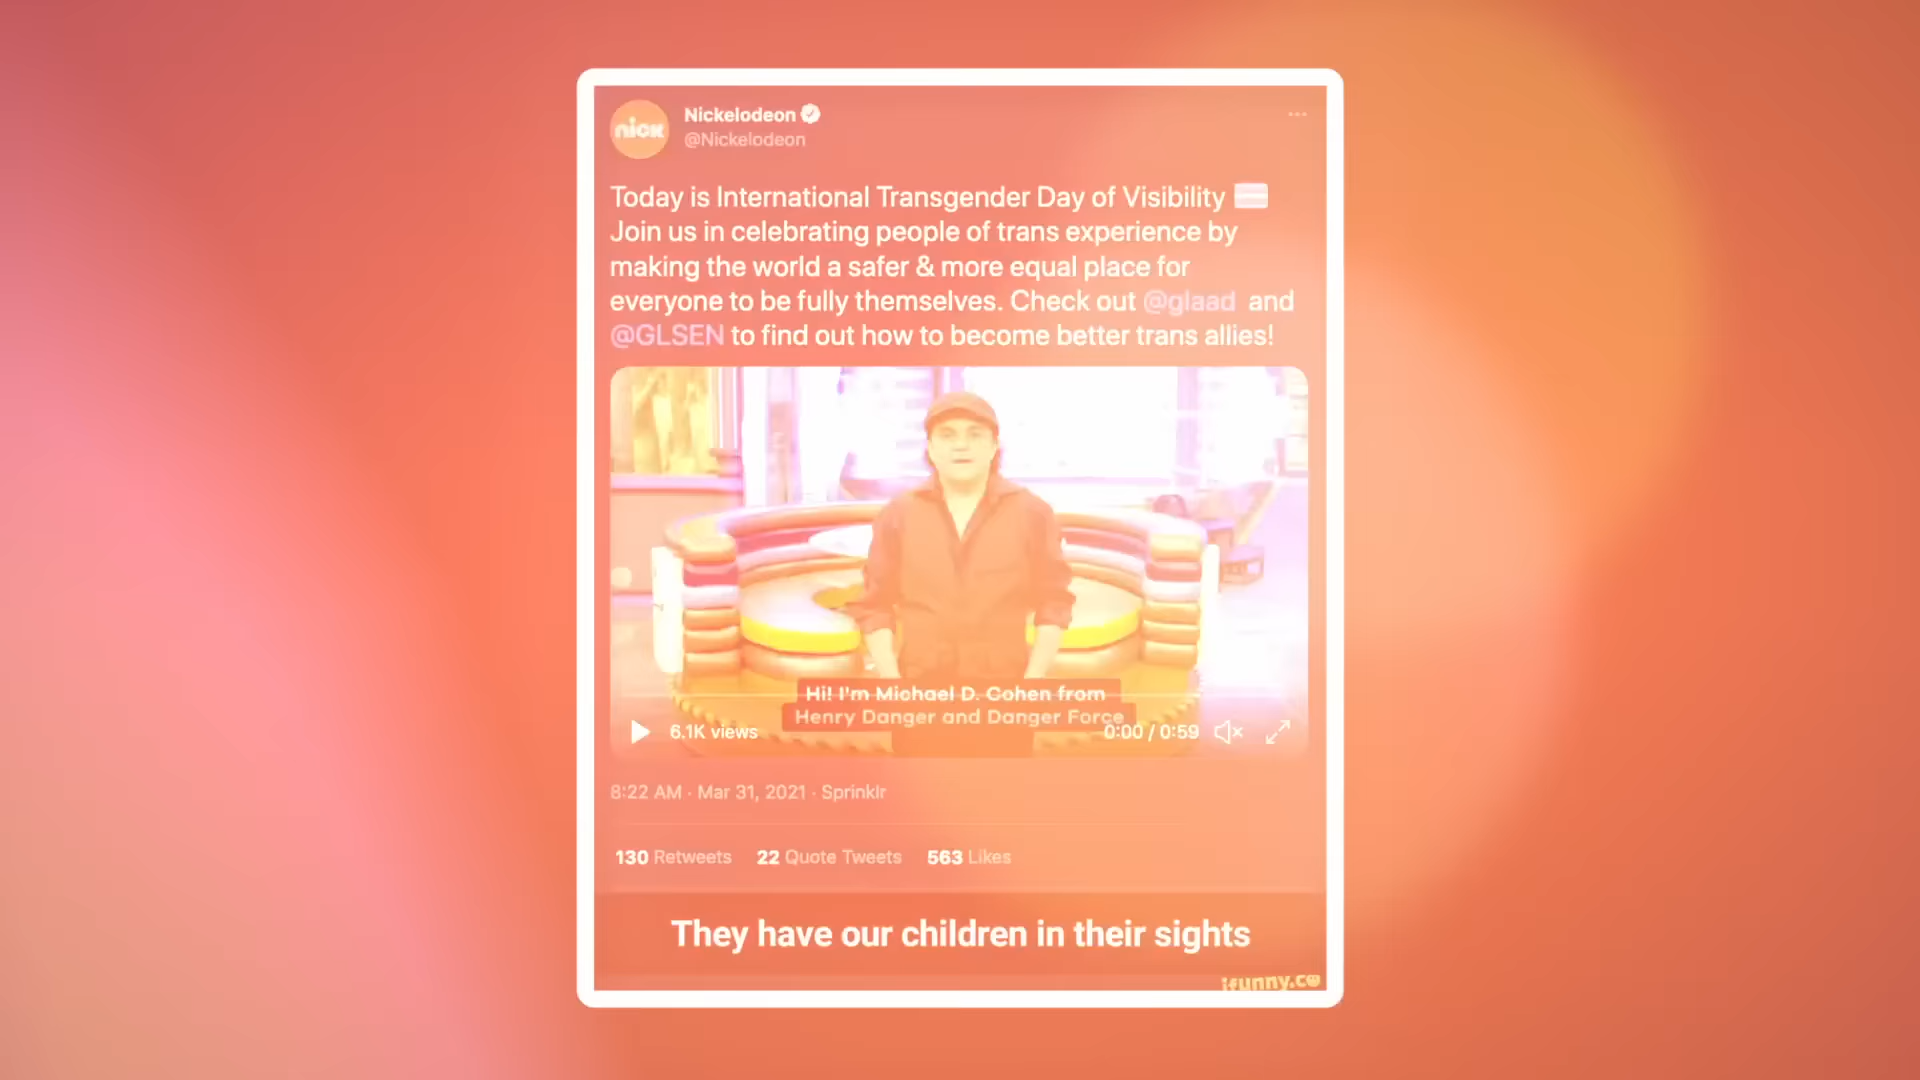 nick
Nickelodeon
@Nickelodeon
Today is International Transgender Day of Visibility
Join us in celebrating people of trans experience by
making the world a safer & more equal place for
everyone to be fully themselves. Check out @glaad and
@GLSEN to find out how to become better trans allies!
Hi! I'm Michael D. Cohen from
Henry Danger and Danger Force
6.1K views
0:00 / 0:59
8:22 AM · Mar 31, 2021 · Sprinklr
130 Retweets 22 Quote Tweets 563 Likes
They have our children in their sights
ifunny.co